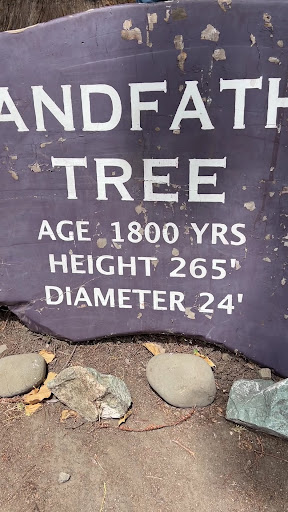 ANDFATH
TREE
AGE 1800 YRS
HEIGHT 265'
DIAMETER 24'